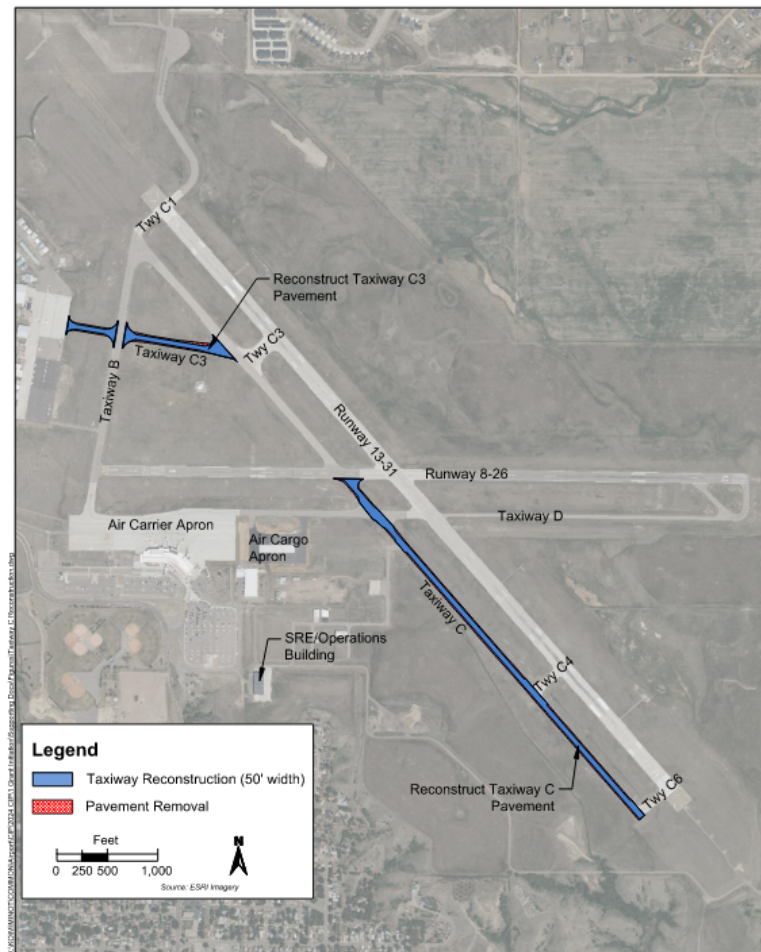 Twy C1
Reconstruct Taxiway C3
Pavement
Twy C3
Taxiway C3
Taxiway B
Runway 13-31
Runway 8-26
Air Carrier Apron
Air Cargo
Apron
Taxiway D
Taxiway C
SRE/Operations
Building
Twy C4
Reconstruct Taxiway C
Pavement
Twy C6
Legend
Taxiway Reconstruction (50' width)
Pavement Removal
Feet
0 250 500 1,000
N
Source: ESRI Imagery